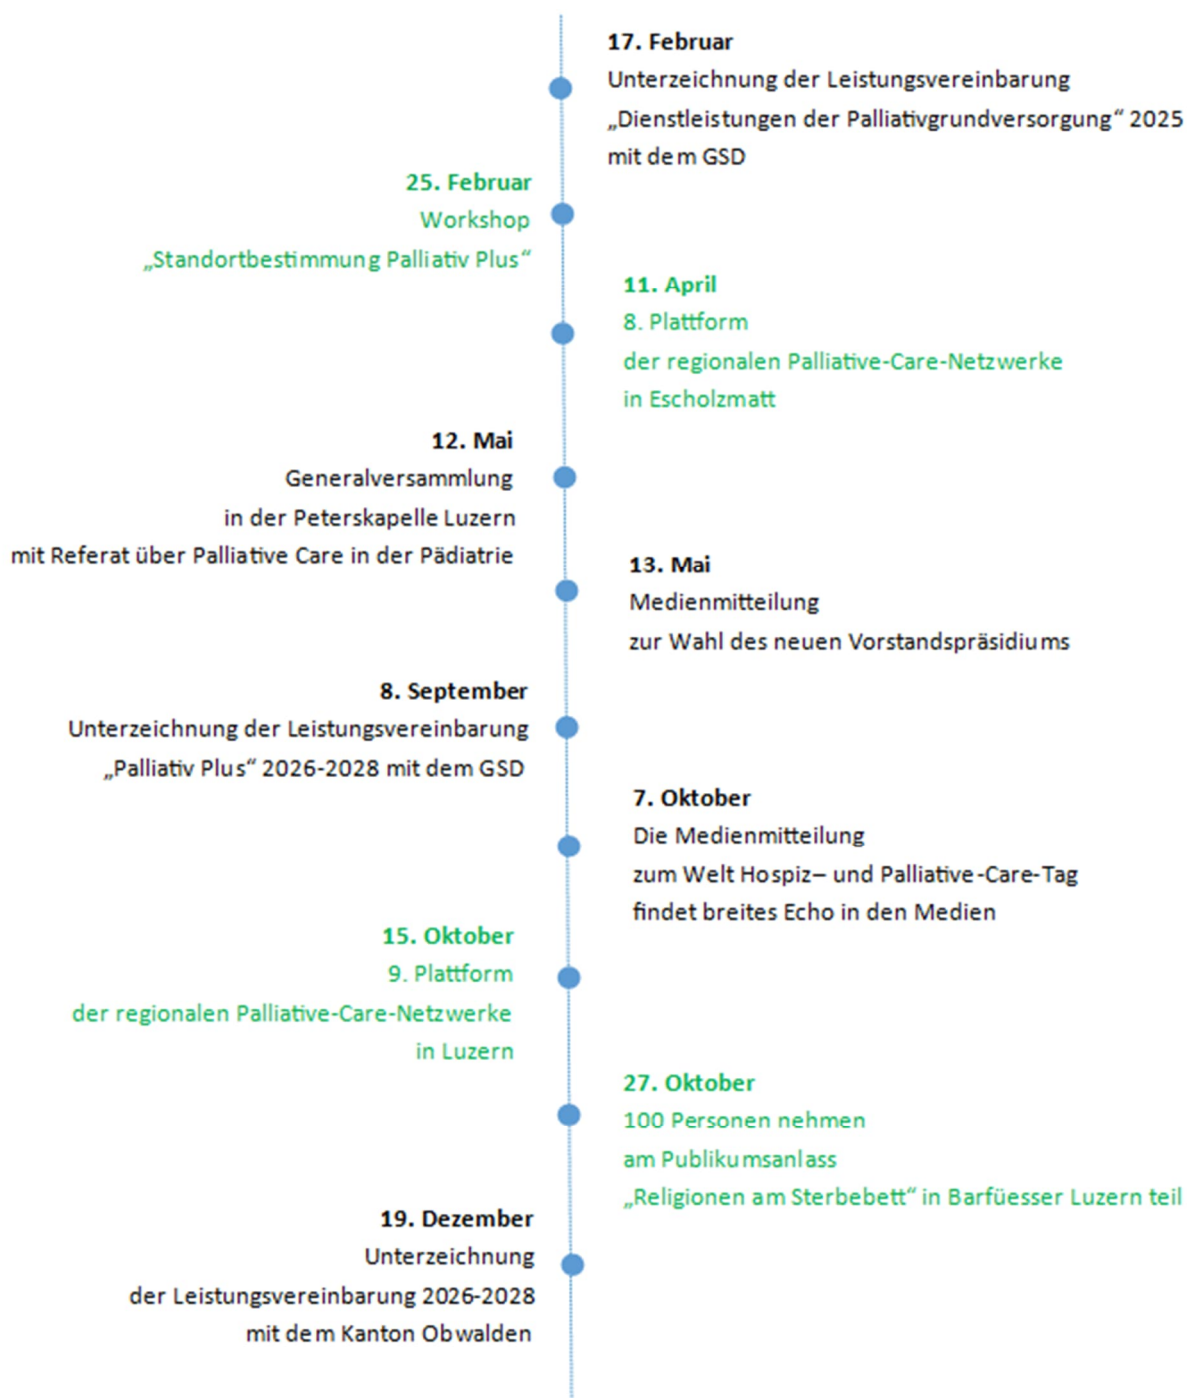 17. Februar
Unterzeichnung der Leistungsvereinbarung
„Dienstleistungen der Palliativgrundversorgung“ 2025
mit dem GSD
25. Februar
Workshop
„Standortbestimmung Palliativ Plus“
11. April
8. Plattform
der regionalen Palliative-Care-Netzwerke
in Escholzmatt
12. Mai
Generalversammlung
in der Peterskapelle Luzern
mit Referat über Palliative Care in der Pädiatrie
13. Mai
Medienmitteilung
zur Wahl des neuen Vorstandspräsidiums
8. September
Unterzeichnung der Leistungsvereinbarung
„Palliativ Plus“ 2026-2028 mit dem GSD
7. Oktober
Die Medienmitteilung
zum Welt Hospiz– und Palliative-Care-Tag
findet breites Echo in den Medien
15. Oktober
9. Plattform
der regionalen Palliative-Care-Netzwerke
in Luzern
27. Oktober
100 Personen nehmen
am Publikumsanlass
„Religionen am Sterbebett“ in Barfüesser Luzern teil
19. Dezember
Unterzeichnung
der Leistungsvereinbarung 2026-2028
mit dem Kanton Obwalden